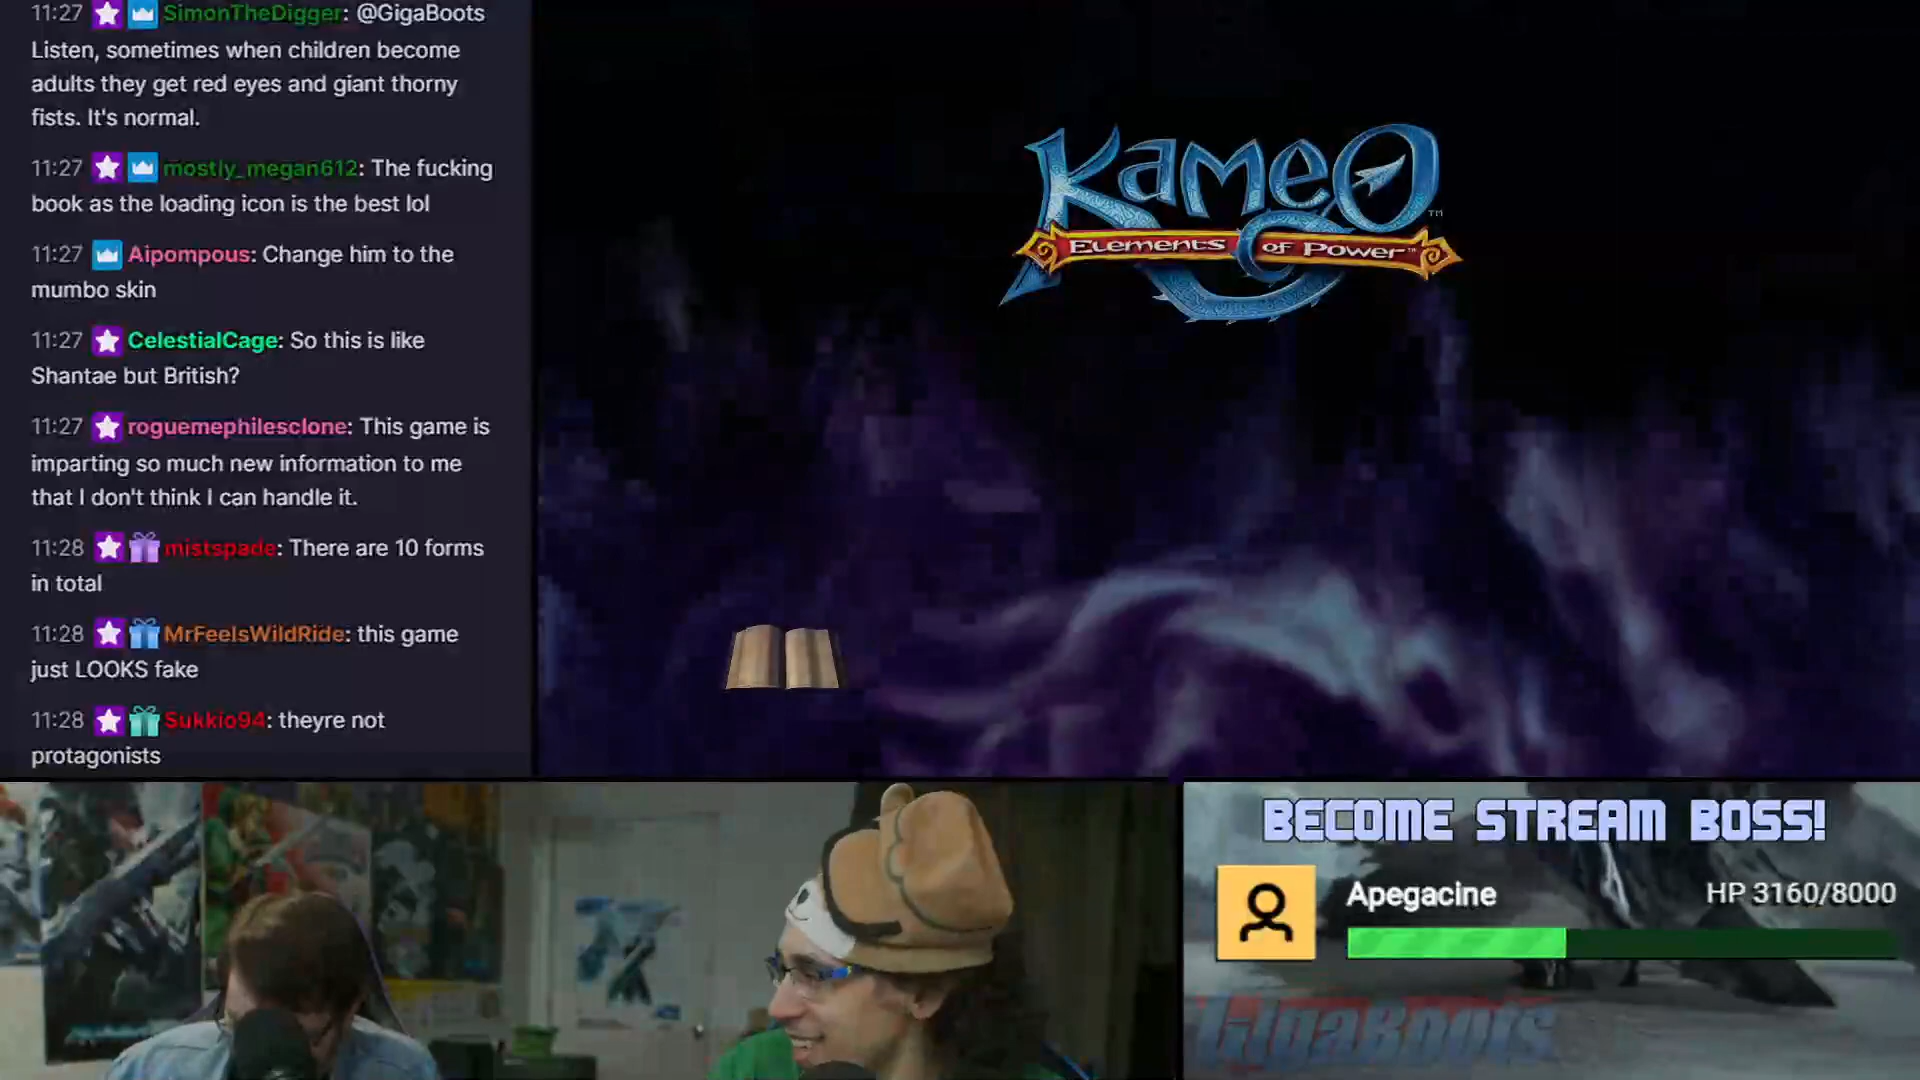 11:27 SimonTheDigger: @GigaBoots
Listen, sometimes when children become
adults they get red eyes and giant thorny
fists. It's normal.
11:27 mostly_megan612: The fucking
book as the loading icon is the best lol
11:27 Aipompous: Change him to the
mumbo skin
11:27 CelestialCage: So this is like
Shantae but British?
11:27 roguemephilesclone: This game is
imparting so much new information to me
that I don't think I can handle it.
11:28 mistspade: There are 10 forms
in total
11:28 MrFeelsWildRide: this game
just LOOKS fake
11:28 Sukkio94: theyre not
protagonists
Kameo™
Elements of Power™
BECOME STREAM BOSS!
Apegacine HP 3160/8000
GigaBoots